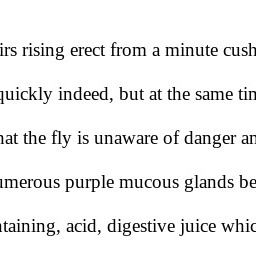 irs rising erect from a minute cush
quickly indeed, but at the same tim
hat the fly is unaware of danger an
umerous purple mucous glands be
ntaining, acid, digestive juice whic